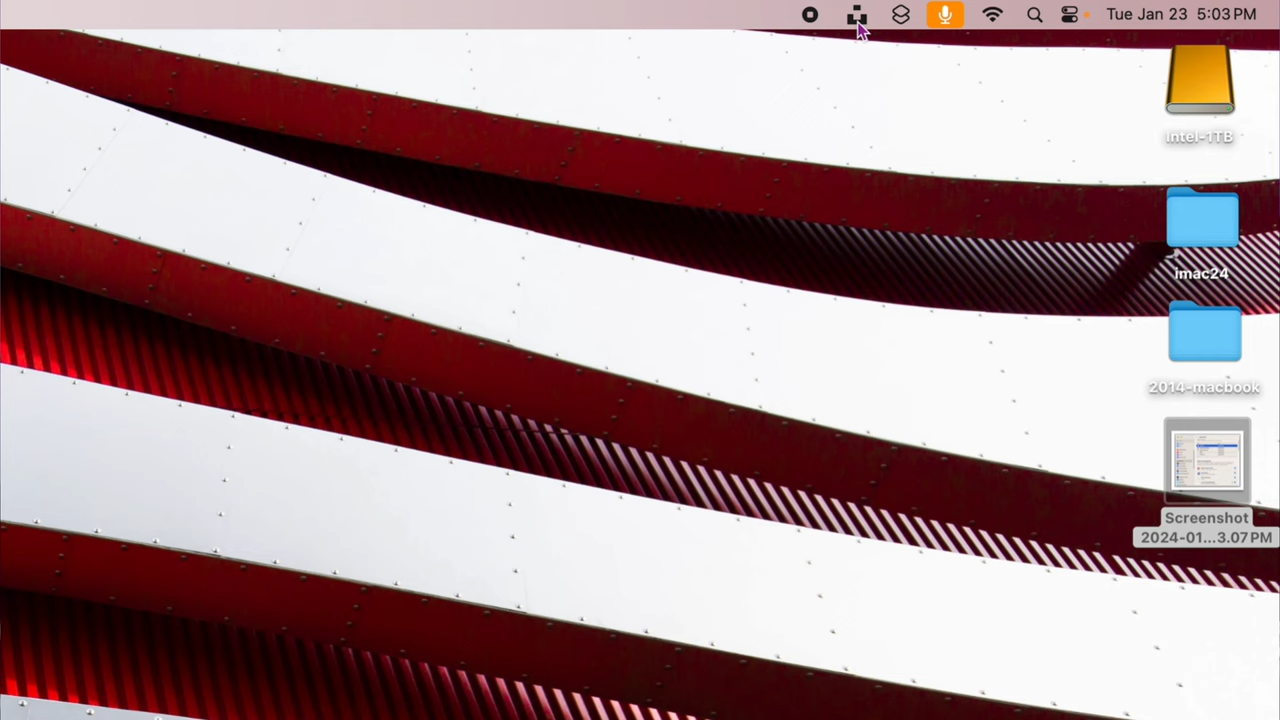 Tue Jan 23 5:03 PM
intel-1TB
imac24
2014-macbook
Screenshot
2024-01...3.07 PM